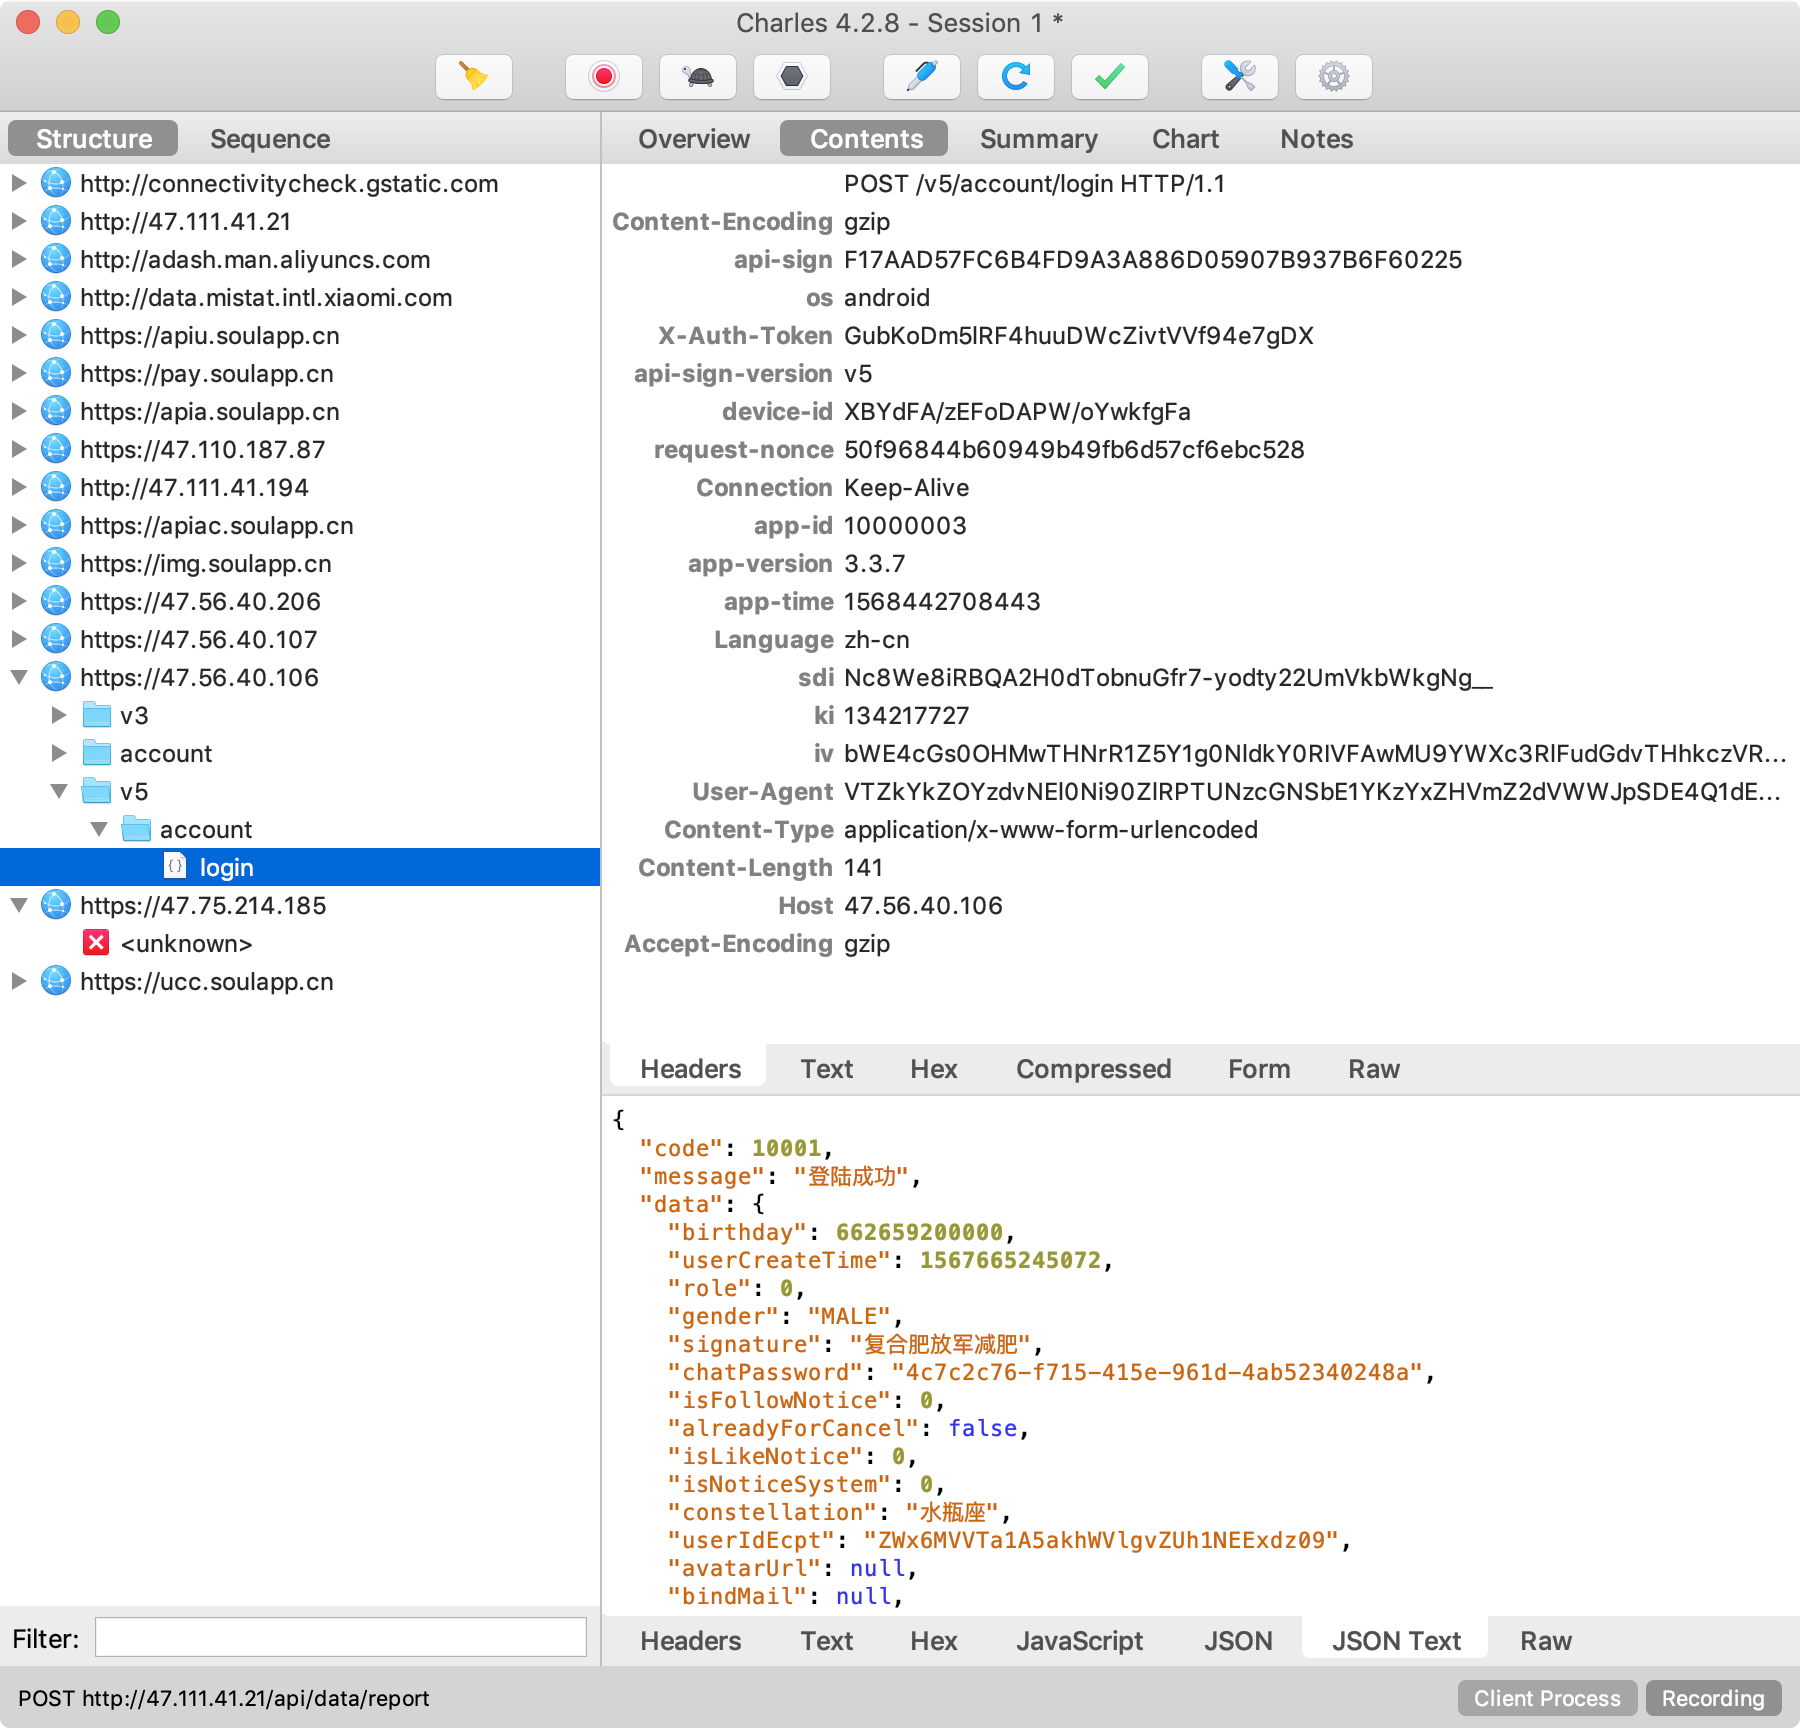 Charles 4.2.8 - Session 1 *
Structure
Sequence
http://connectivitycheck.gstatic.com
http://47.111.41.21
http://adash.man.aliyuncs.com
http://data.mistat.intl.xiaomi.com
https://apiu.soulapp.cn
https://pay.soulapp.cn
https://apia.soulapp.cn
https://47.110.187.87
http://47.111.41.194
https://apiac.soulapp.cn
https://img.soulapp.cn
https://47.56.40.206
https://47.56.40.107
https://47.56.40.106
v3
account
v5
account
login
https://47.75.214.185
<unknown>
https://ucc.soulapp.cn
Filter:
Overview
Contents
Summary
Chart
Notes
POST /v5/account/login HTTP/1.1
Content-Encoding gzip
api-sign F17AAD57FC6B4FD9A3A886D05907B937B6F60225
os android
X-Auth-Token GubKoDm5lRF4huuDWcZivtVVf94e7gDX
api-sign-version v5
device-id XBYdFA/zEFoDAPW/oYwkfgFa
request-nonce 50f96844b60949b49fb6d57cf6ebc528
Connection Keep-Alive
app-id 10000003
app-version 3.3.7
app-time 1568442708443
Language zh-cn
sdi Nc8We8iRBQA2H0dTobnuGfr7-yodty22UmVkbWkgNg__
ki 134217727
iv bWE4cGs0OHMwTHNrR1Z5Y1g0NldkY0RIVFAwMU9YWXc3RlFudGdvTHhkczVR...
User-Agent VTZkYkZOYzdvNEl0Ni90ZlRPTUNzcGNSbE1YKzYxZHVmZ2dVWWJpSDE4Q1dE...
Content-Type application/x-www-form-urlencoded
Content-Length 141
Host 47.56.40.106
Accept-Encoding gzip
Headers
Text
Hex
Compressed
Form
Raw
{
"code": 10001,
"message": "登陆成功",
"data": {
"birthday": 662659200000,
"userCreateTime": 1567665245072,
"role": 0,
"gender": "MALE",
"signature": "复合肥放军减肥",
"chatPassword": "4c7c2c76-f715-415e-961d-4ab52340248a",
"isFollowNotice": 0,
"alreadyForCancel": false,
"isLikeNotice": 0,
"isNoticeSystem": 0,
"constellation": "水瓶座",
"userIdEcpt": "ZWx6MVVTa1A5akhWVlgvZUh1NEExdz09",
"avatarUrl": null,
"bindMail": null,
Headers
Text
Hex
JavaScript
JSON
JSON Text
Raw
POST http://47.111.41.21/api/data/report
Client Process
Recording